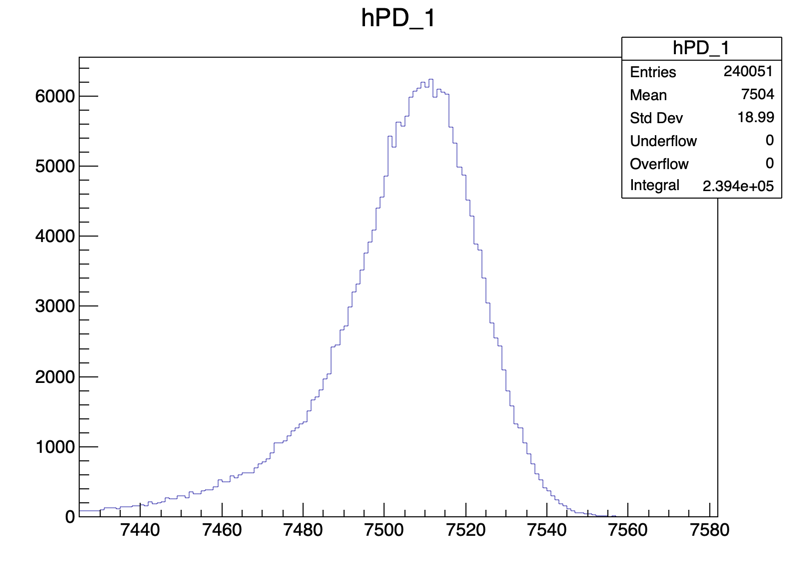 hPD_1
hPD_1
Entries 240051
Mean 7504
Std Dev 18.99
Underflow 0
Overflow 0
Integral 2.394e+05
6000
5000
4000
3000
2000
1000
0
7440 7460 7480 7500 7520 7540 7560 7580